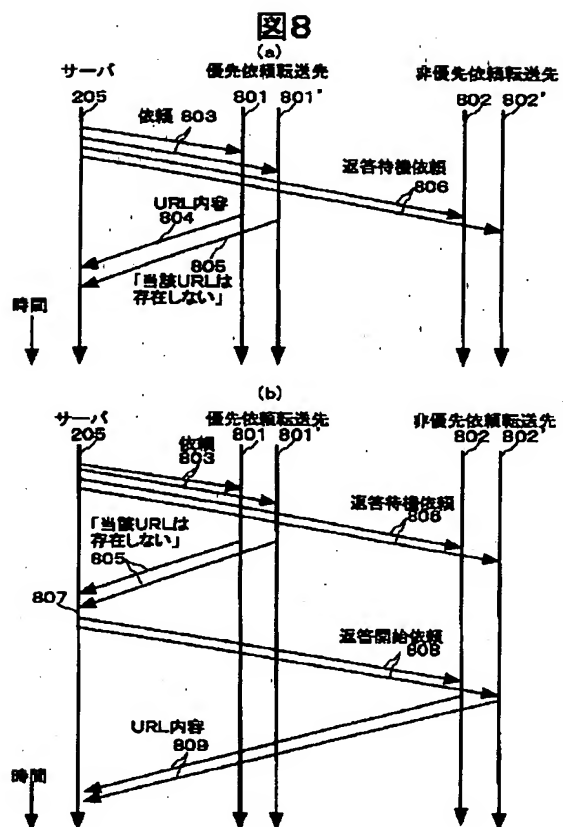 図8
(a)
サーバ 優先依頼転送先 非優先依頼転送先
205 801 801' 802 802'
依頼 803
返答待機依頼
806
URL内容
804
805
「当該URLは
存在しない」
時間
(b)
サーバ 優先依頼転送先 非優先依頼転送先
205 801 801' 802 802'
依頼
803
返答待機依頼
806
「当該URLは
存在しない」
805
807
返答開始依頼
808
URL内容
809
時間